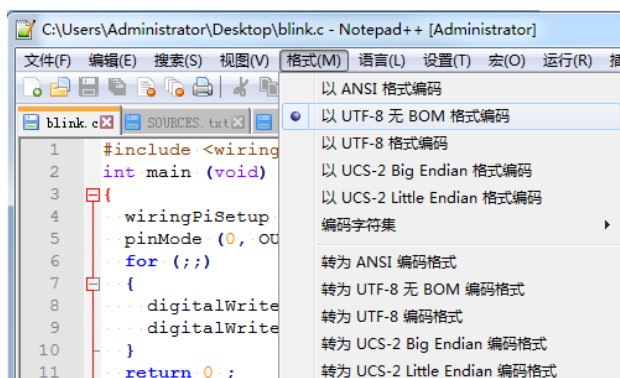 C:\Users\Administrator\Desktop\blink.c - Notepad++ [Administrator]
文件(F) 编辑(E) 搜索(S) 视图(V) 格式(M) 语言(L) 设置(T) 宏(O) 运行(R)
blink.c SOURCES.txt
以 ANSI 格式编码
以 UTF-8 无 BOM 格式编码
以 UTF-8 格式编码
以 UCS-2 Big Endian 格式编码
以 UCS-2 Little Endian 格式编码
编码字符集
转为 ANSI 编码格式
转为 UTF-8 无 BOM 编码格式
转为 UTF-8 编码格式
转为 UCS-2 Big Endian 编码格式
转为 UCS-2 Little Endian 编码格式
1 #include <wiring
2 int main (void)
3 {
4 wiringPiSetup
5 pinMode (0, OU
6 for (;;)
7 {
8 digitalWrite
9 digitalWrite
10 }
11 return 0 ;